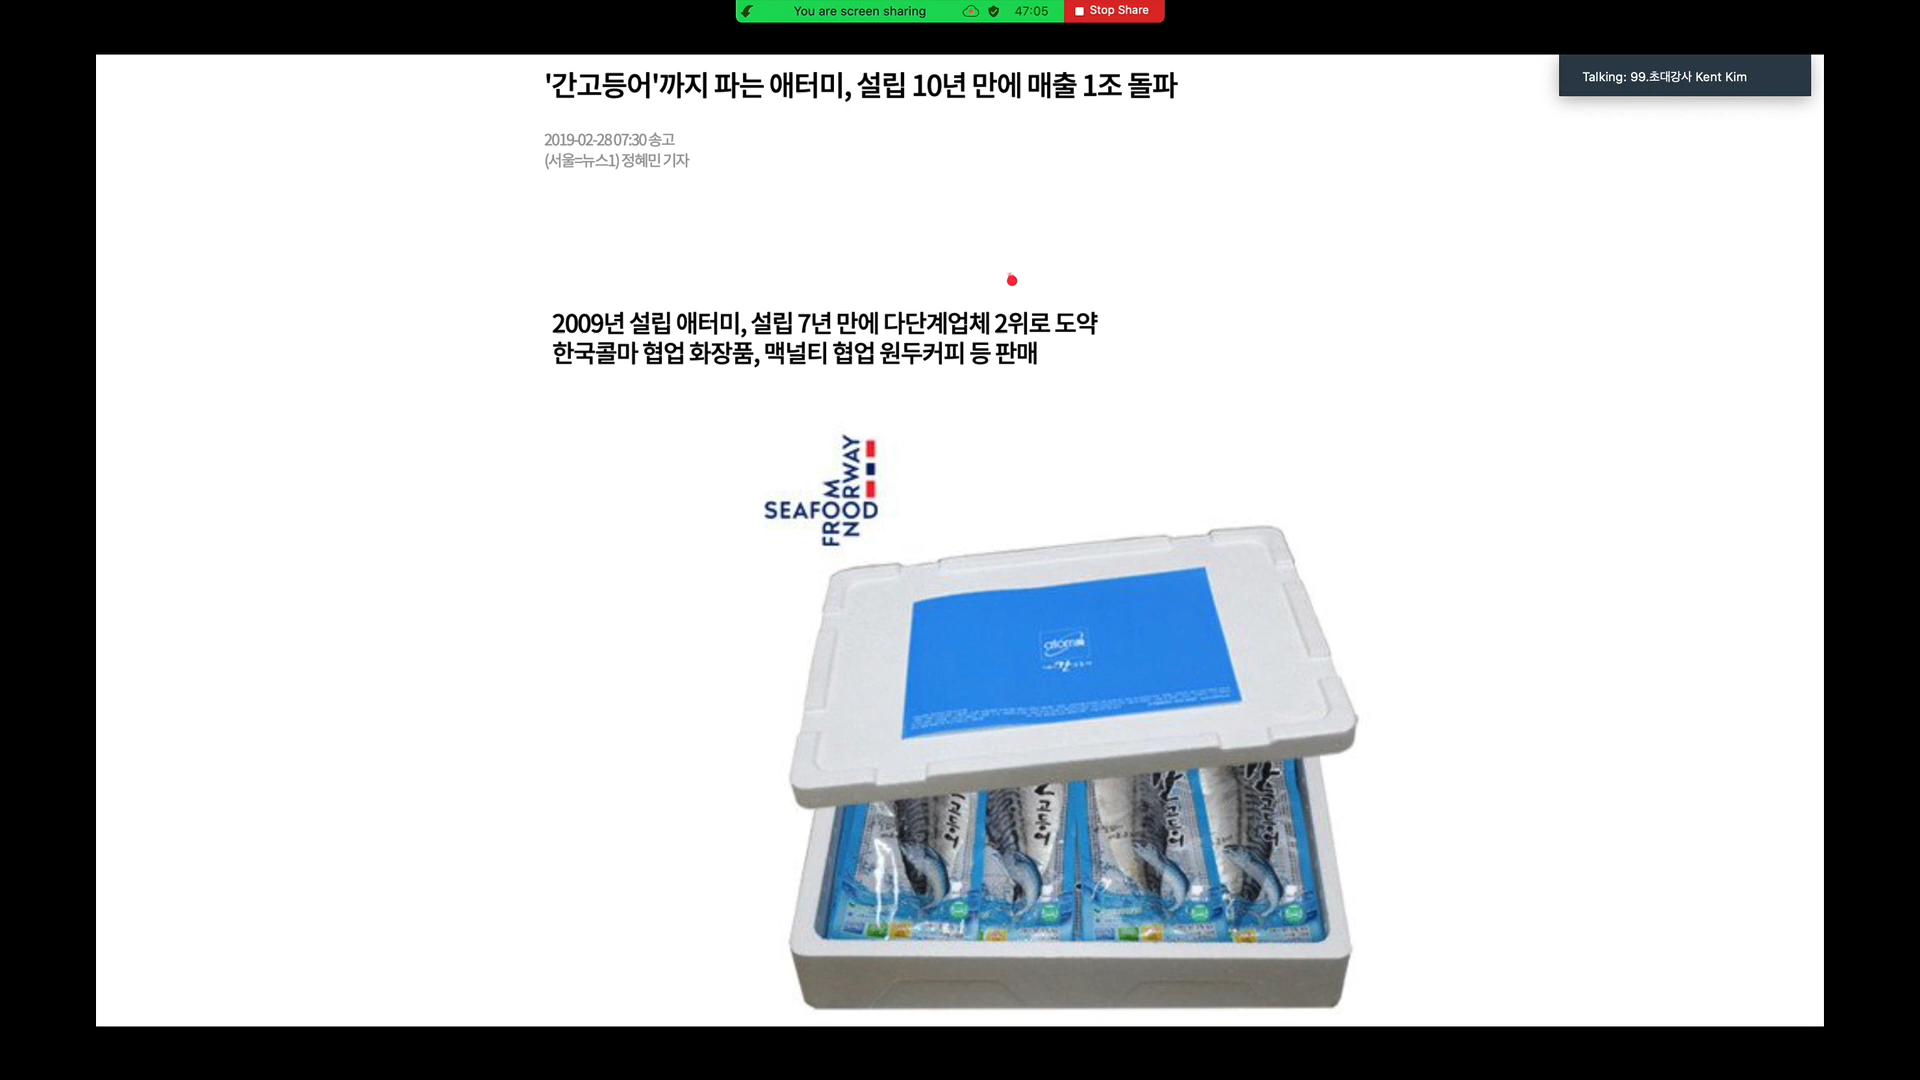 You are screen sharing
47:05
Stop Share
Talking: 99.초대강사 Kent Kim
'간고등어'까지 파는 애터미, 설립 10년 만에 매출 1조 돌파
2019-02-28 07:30 송고
(서울=뉴스1) 정혜민 기자
2009년 설립 애터미, 설립 7년 만에 다단계업체 2위로 도약
한국콜마 협업 화장품, 맥널티 협업 원두커피 등 판매
SEAFOOD
FROM
NORWAY
atomy